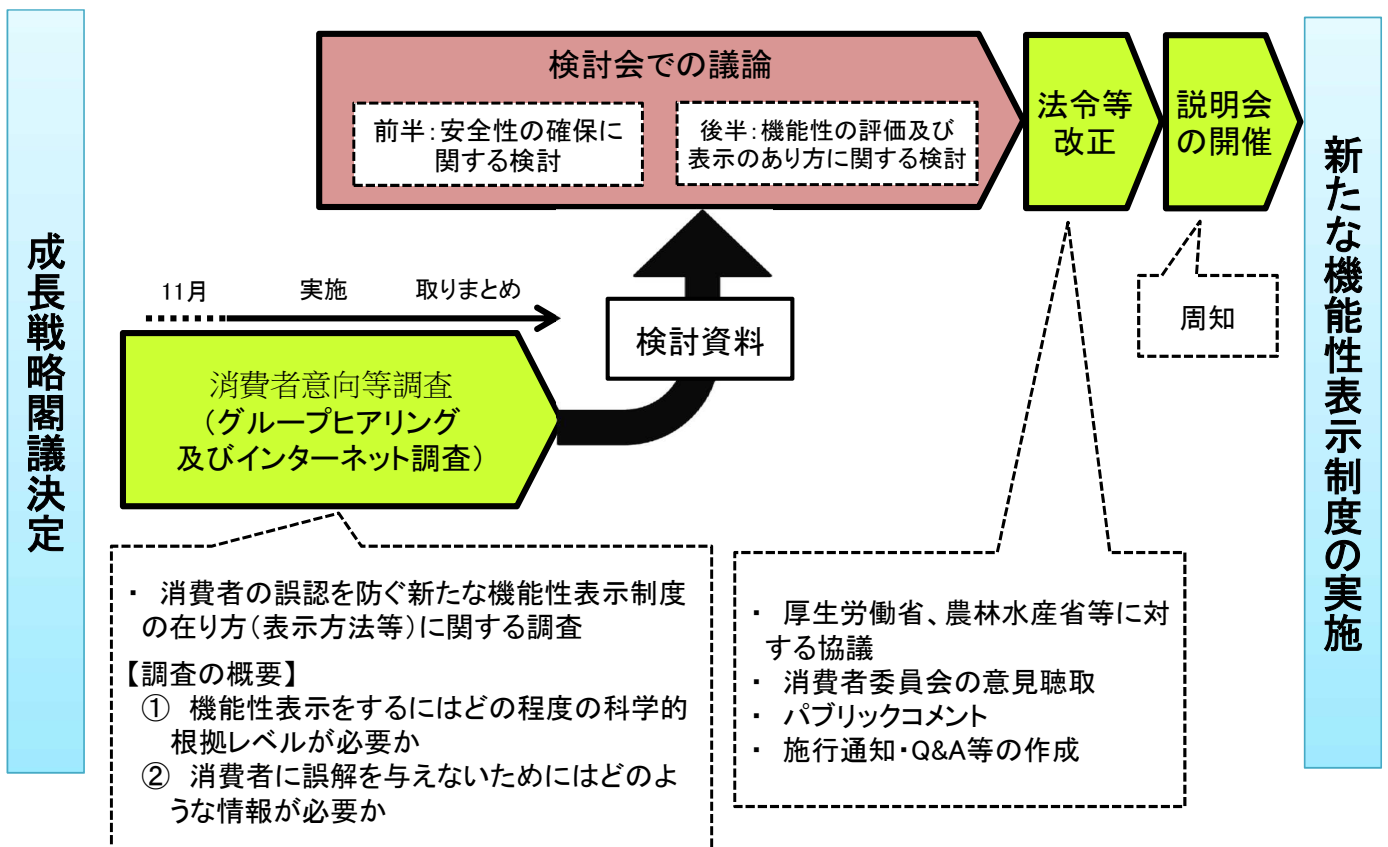 成長戦略閣議決定
検討会での議論
前半：安全性の確保に
関する検討
後半：機能性の評価及び
表示のあり方に関する検討
法令等
改正
説明会
の開催
新たな機能性表示制度の実施
11月 実施 取りまとめ
消費者意向等調査
（グループヒアリング
及びインターネット調査）
検討資料
周知
・ 消費者の誤認を防ぐ新たな機能性表示制度
の在り方（表示方法等）に関する調査
【調査の概要】
① 機能性表示をするにはどの程度の科学的
根拠レベルが必要か
② 消費者に誤解を与えないためにはどのよ
うな情報が必要か
・ 厚生労働省、農林水産省等に対
する協議
・ 消費者委員会の意見聴取
・ パブリックコメント
・ 施行通知・Q&A等の作成